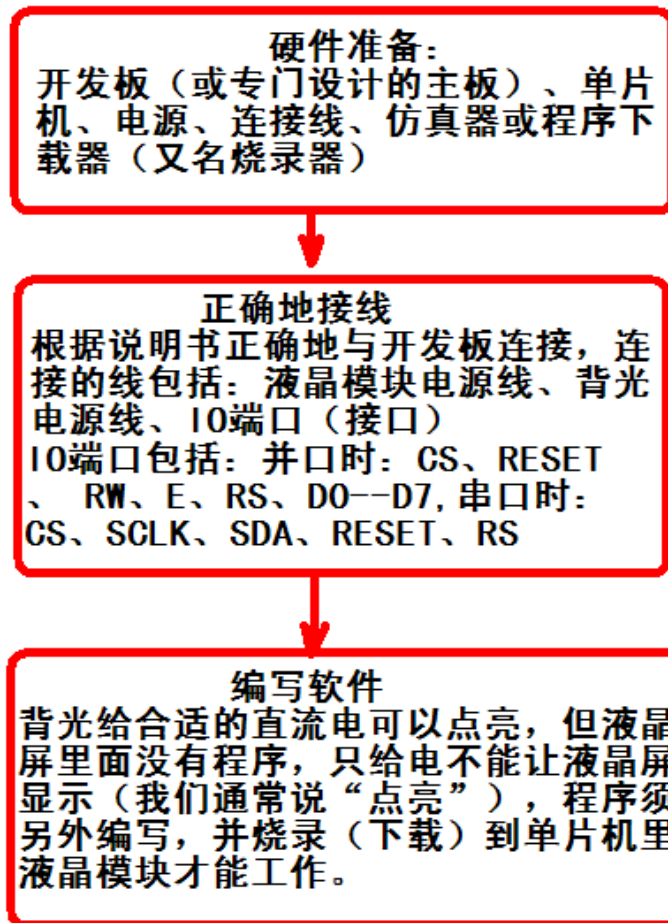 硬件准备：
开发板（或专门设计的主板）、单片
机、电源、连接线、仿真器或程序下
载器（又名烧录器）
正确地接线
根据说明书正确地与开发板连接，连
接的线包括：液晶模块电源线、背光
电源线、IO端口（接口）
IO端口包括：并口时：CS、RESET
、 RW、E、RS、D0--D7,串口时：
CS、SCLK、SDA、RESET、RS
编写软件
背光给合适的直流电可以点亮，但液晶
屏里面没有程序，只给电不能让液晶屏
显示（我们通常说“点亮”），程序须
另外编写，并烧录（下载）到单片机里
液晶模块才能工作。